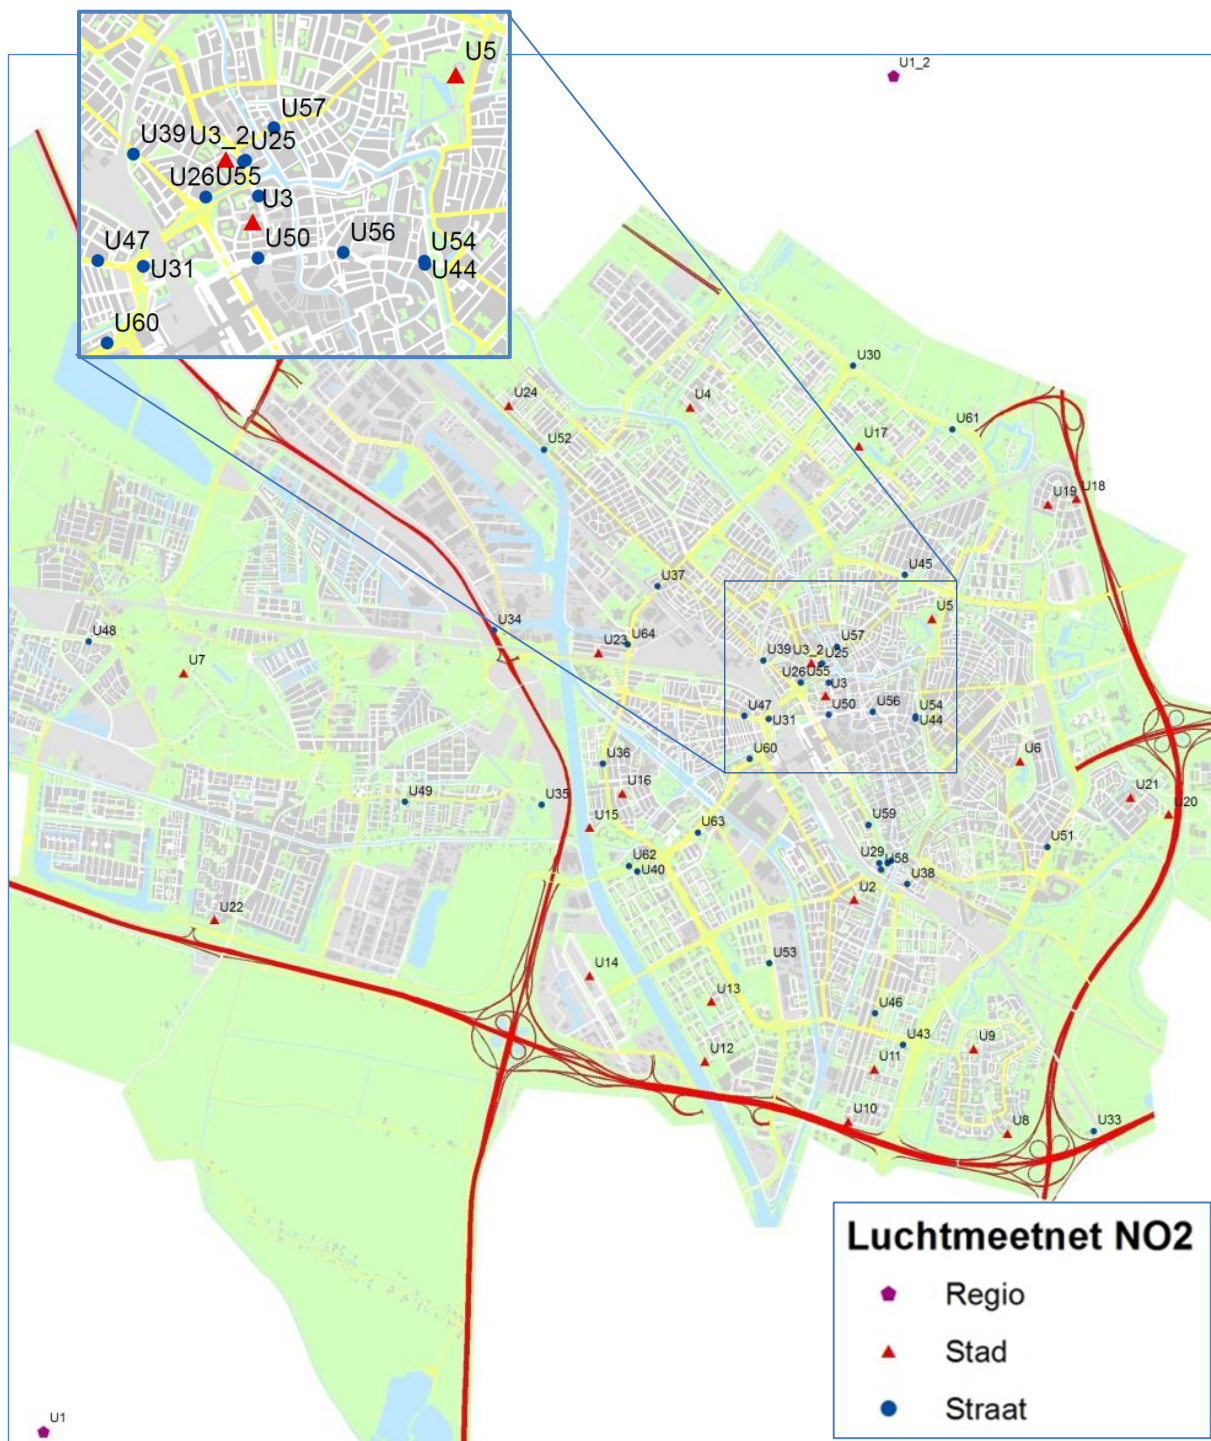 U5
U57
U39 U3_2 U25
U26 U55
U3
U50
U56
U54
U44
U47
U31
U60
U1_2
U30
U24
U4
U61
U17
U52
U19
U18
U45
U37
U5
U34
U64
U57
U48
U23
U39
U3_2
U25
U7
U26
U55
U3
U47
U31
U50
U56
U54
U44
U60
U36
U6
U49
U35
U16
U21
U20
U15
U63
U59
U51
U62
U40
U29
U58
U38
U2
U22
U53
U14
U13
U46
U43
U9
U12
U11
U10
U8
U33
U1
Luchtmeetnet NO2
Regio
Stad
Straat